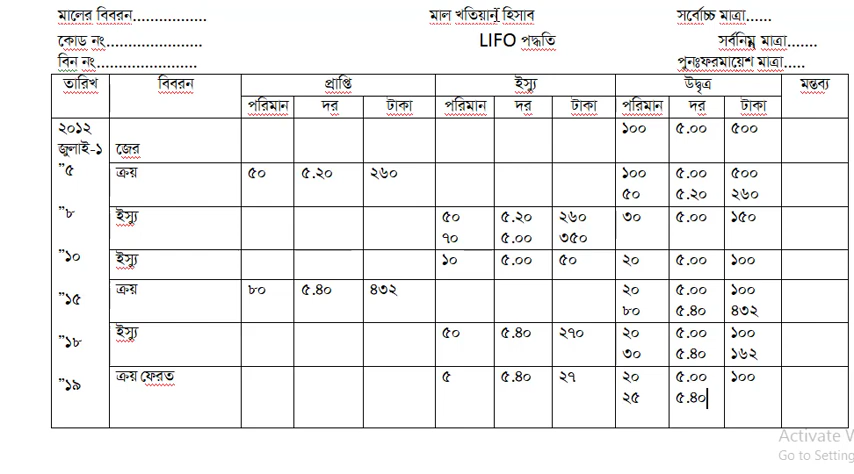 মালের বিবরন................. মাল খতিয়ান হিসাব সর্বোচ্চ মাত্রা......
কোড নং...................... LIFO পদ্ধতি সর্বনিম্ন মাত্রা.......
বিন নং....................... পুনঃফরমায়েশ মাত্রা.....
তারিখ বিবরন প্রাপ্তি ইস্যু উদ্বৃত্ত মন্তব্য
পরিমান দর টাকা পরিমান দর টাকা পরিমান দর টাকা
২০১২ ১০০ ৫.০০ ৫০০
জুলাই-১ জের
”৫ ক্রয় ৫০ ৫.২০ ২৬০ ১০০ ৫.০০ ৫০০
৫০ ৫.২০ ২৬০
”৮ ইস্যু ৫০ ৫.২০ ২৬০ ৩০ ৫.০০ ১৫০
৭০ ৫.০০ ৩৫০
”১০ ইস্যু ১০ ৫.০০ ৫০ ২০ ৫.০০ ১০০
”১৫ ক্রয় ৮০ ৫.৪০ ৪৩২ ২০ ৫.০০ ১০০
৮০ ৫.৪০ ৪৩২
”১৮ ইস্যু ৫০ ৫.৪০ ২৭০ ২০ ৫.০০ ১০০
৩০ ৫.৪০ ১৬২
”১৯ ক্রয় ফেরত ৫ ৫.৪০ ২৭ ২০ ৫.০০ ১০০
২৫ ৫.৪০
Activate
Go to Setting